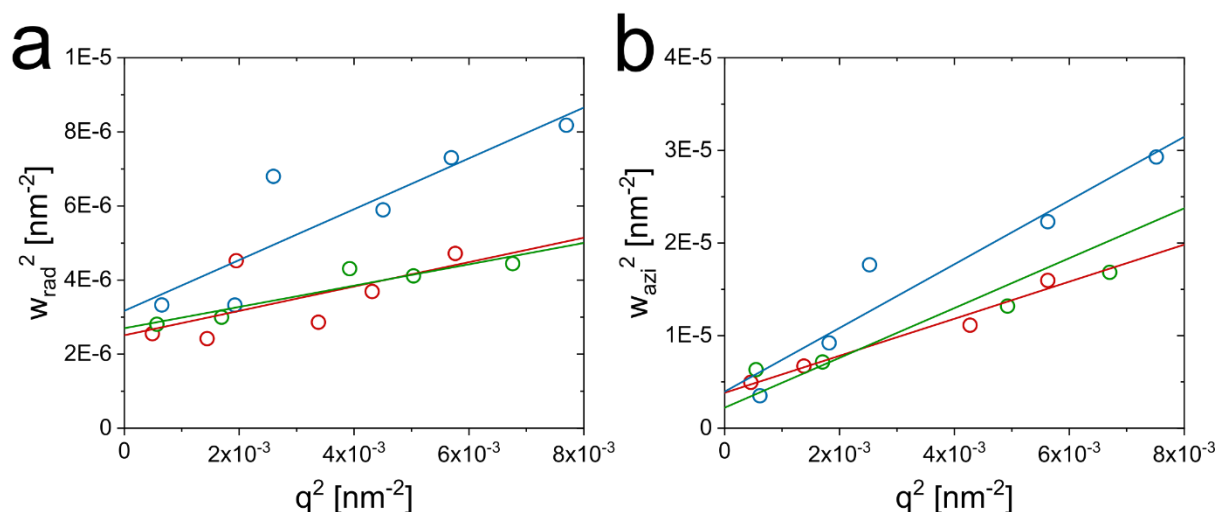 a
1E-5
8E-6
6E-6
4E-6
2E-6
0
w_rad^2 [nm^-2]
0
2x10^-3
4x10^-3
6x10^-3
8x10^-3
q^2 [nm^-2]
b
4E-5
3E-5
2E-5
1E-5
0
w_azi^2 [nm^-2]
0
2x10^-3
4x10^-3
6x10^-3
8x10^-3
q^2 [nm^-2]